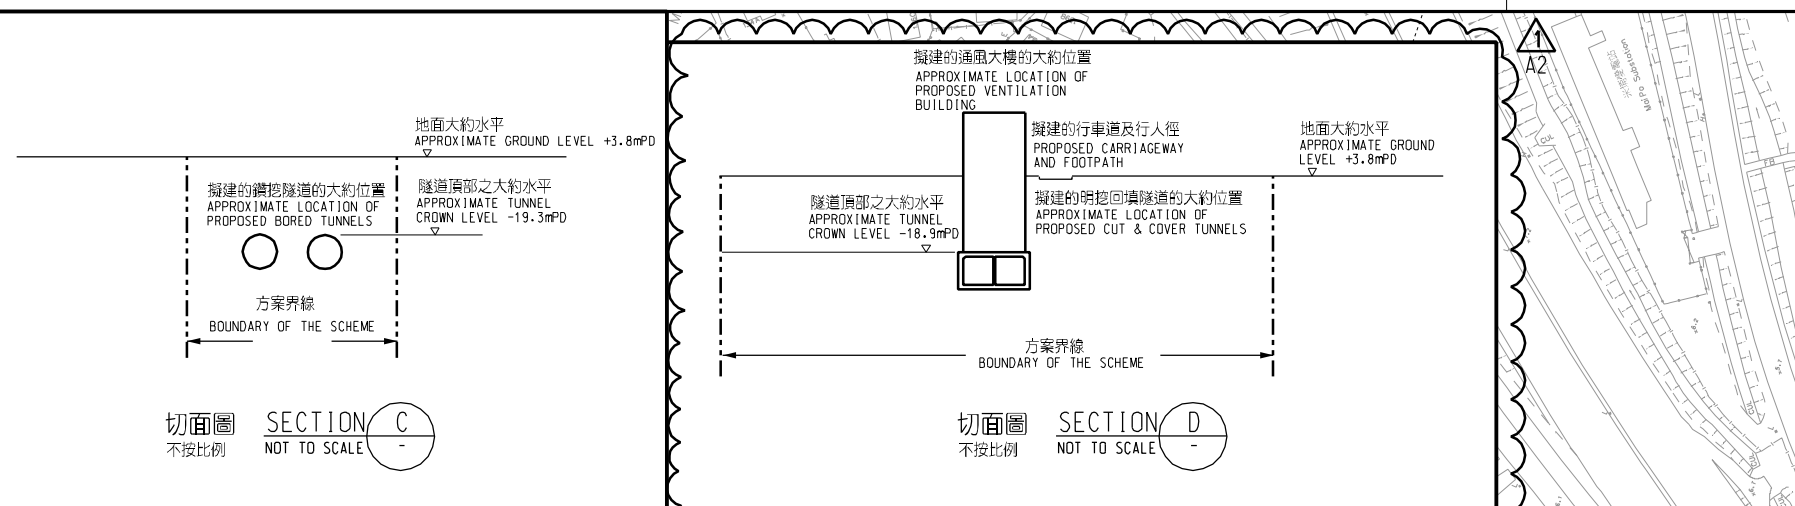 地面大約水平
APPROXIMATE GROUND LEVEL +3.8mPD
擬建的鑽挖隧道的大約位置
APPROXIMATE LOCATION OF
PROPOSED BORED TUNNELS
隧道頂部之大約水平
APPROXIMATE TUNNEL
CROWN LEVEL -19.3mPD
方案界線
BOUNDARY OF THE SCHEME
切面圖 SECTION C
不按比例 NOT TO SCALE -
擬建的通風大樓的大約位置
APPROXIMATE LOCATION OF
PROPOSED VENTILATION
BUILDING
擬建的行車道及行人徑
PROPOSED CARRIAGEWAY
AND FOOTPATH
地面大約水平
APPROXIMATE GROUND
LEVEL +3.8mPD
隧道頂部之大約水平
APPROXIMATE TUNNEL
CROWN LEVEL -18.9mPD
擬建的明挖回填隧道的大約位置
APPROXIMATE LOCATION OF
PROPOSED CUT & COVER TUNNELS
方案界線
BOUNDARY OF THE SCHEME
切面圖 SECTION D
不按比例 NOT TO SCALE -
1
A2
Mai Po Substation
CUL